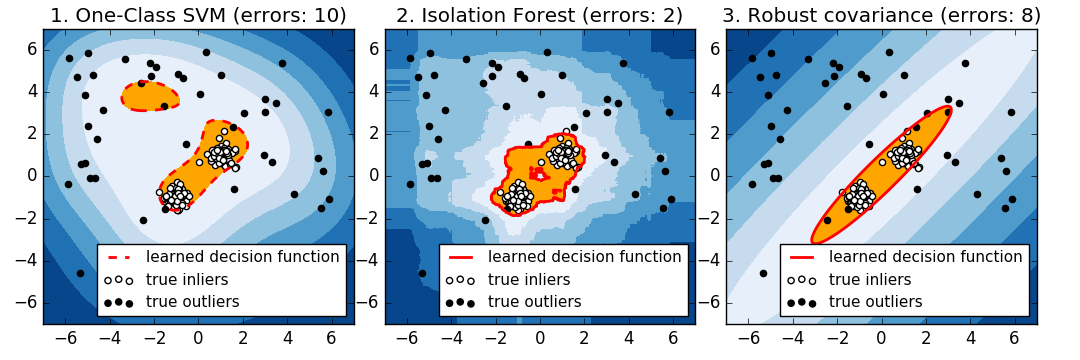 1. One-Class SVM (errors: 10)
6
4
2
0
−2
−4
−6
learned decision function
true inliers
true outliers
−6 −4 −2 0 2 4 6
2. Isolation Forest (errors: 2)
6
4
2
0
−2
−4
−6
learned decision function
true inliers
true outliers
−6 −4 −2 0 2 4 6
3. Robust covariance (errors: 8)
6
4
2
0
−2
−4
−6
learned decision function
true inliers
true outliers
−6 −4 −2 0 2 4 6